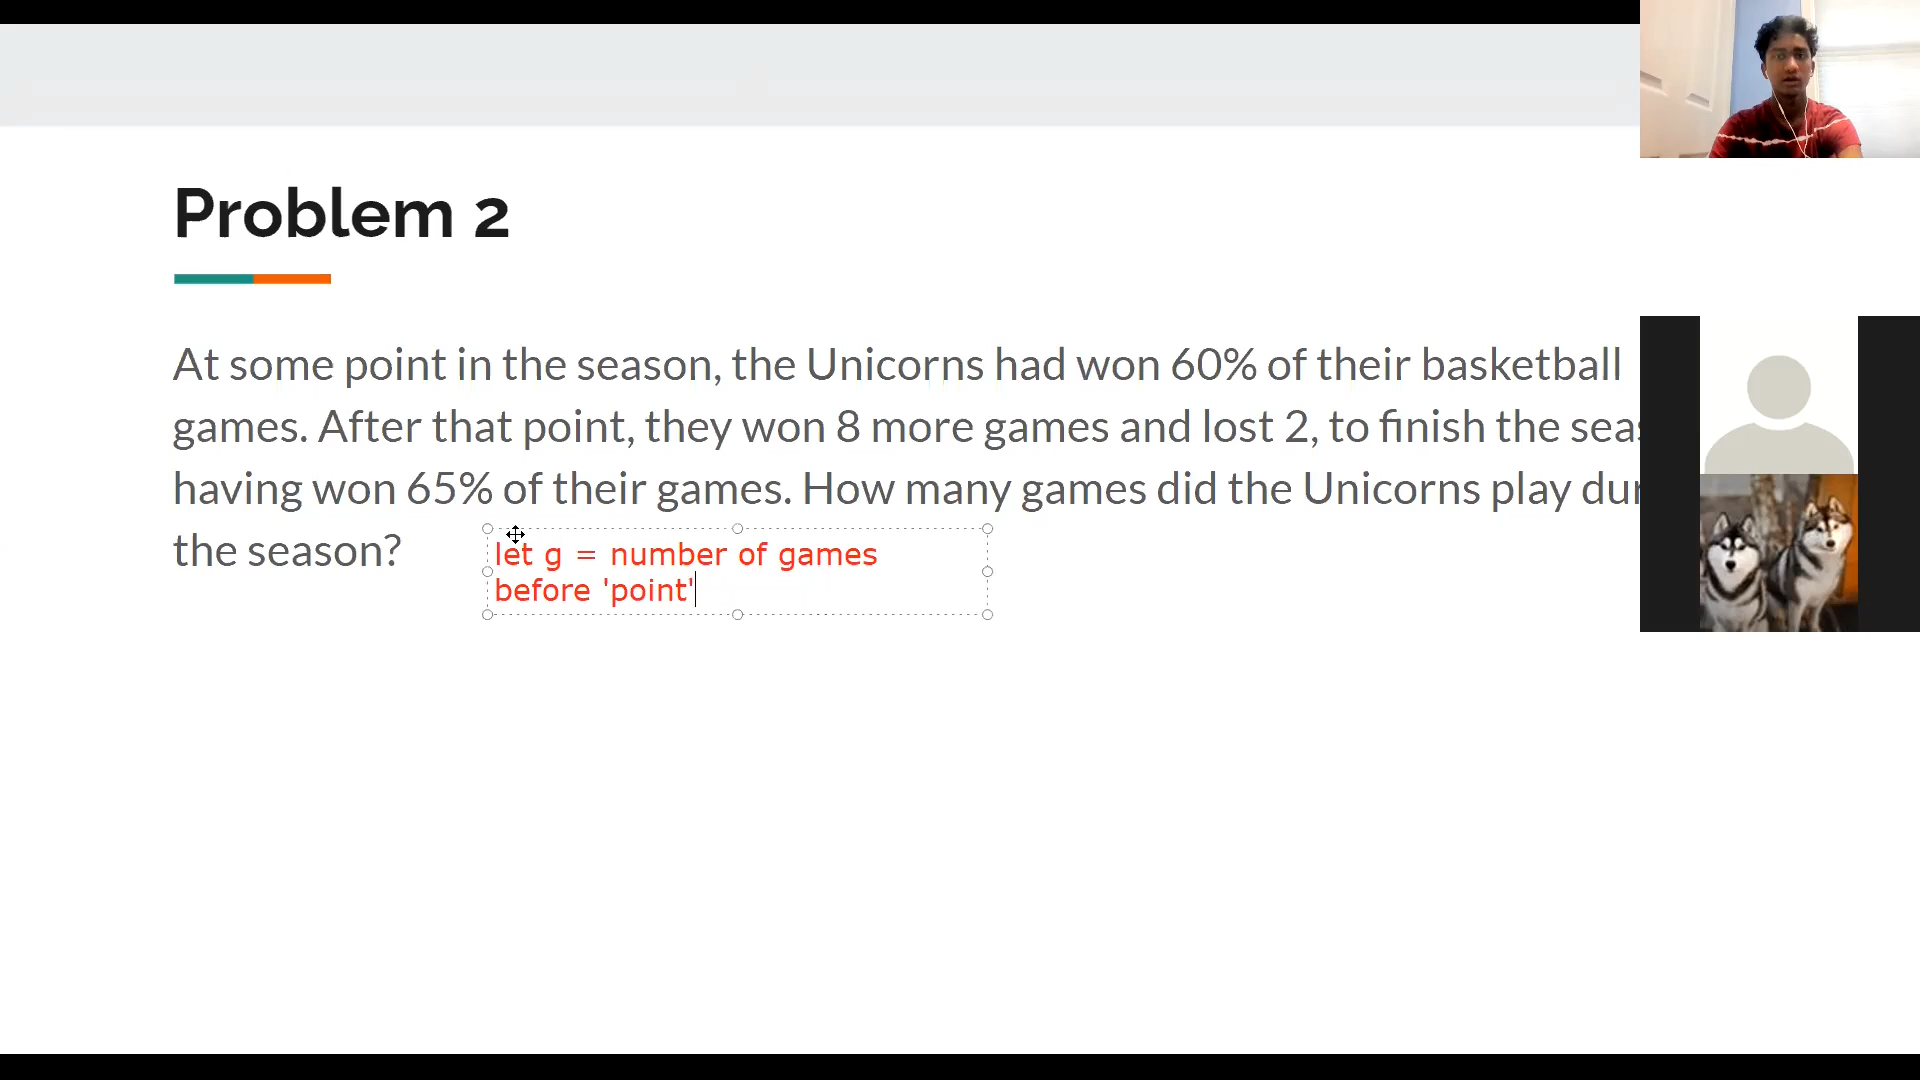 Problem 2
At some point in the season, the Unicorns had won 60% of their basketball
games. After that point, they won 8 more games and lost 2, to finish the
having won 65% of their games. How many games did the Unicorns play
the season?
let g = number of games
before 'point'